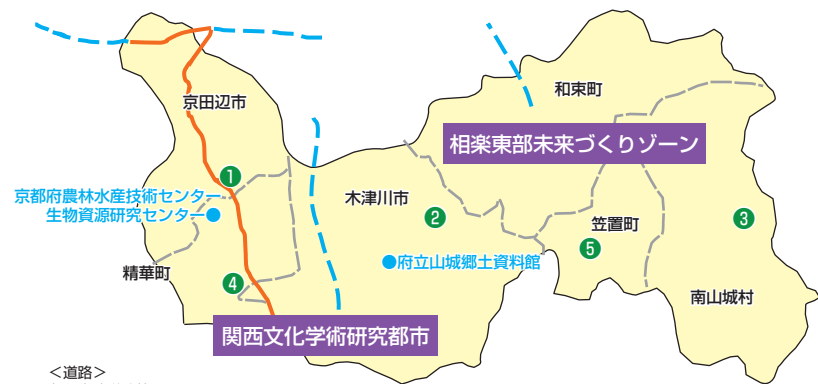 和束町
京田辺市
相楽東部未来づくりゾーン
①
京都府農林水産技術センター
生物資源研究センター
木津川市
②
笠置町
③
⑤
府立山城郷土資料館
精華町
④
南山城村
関西文化学術研究都市
<道路>